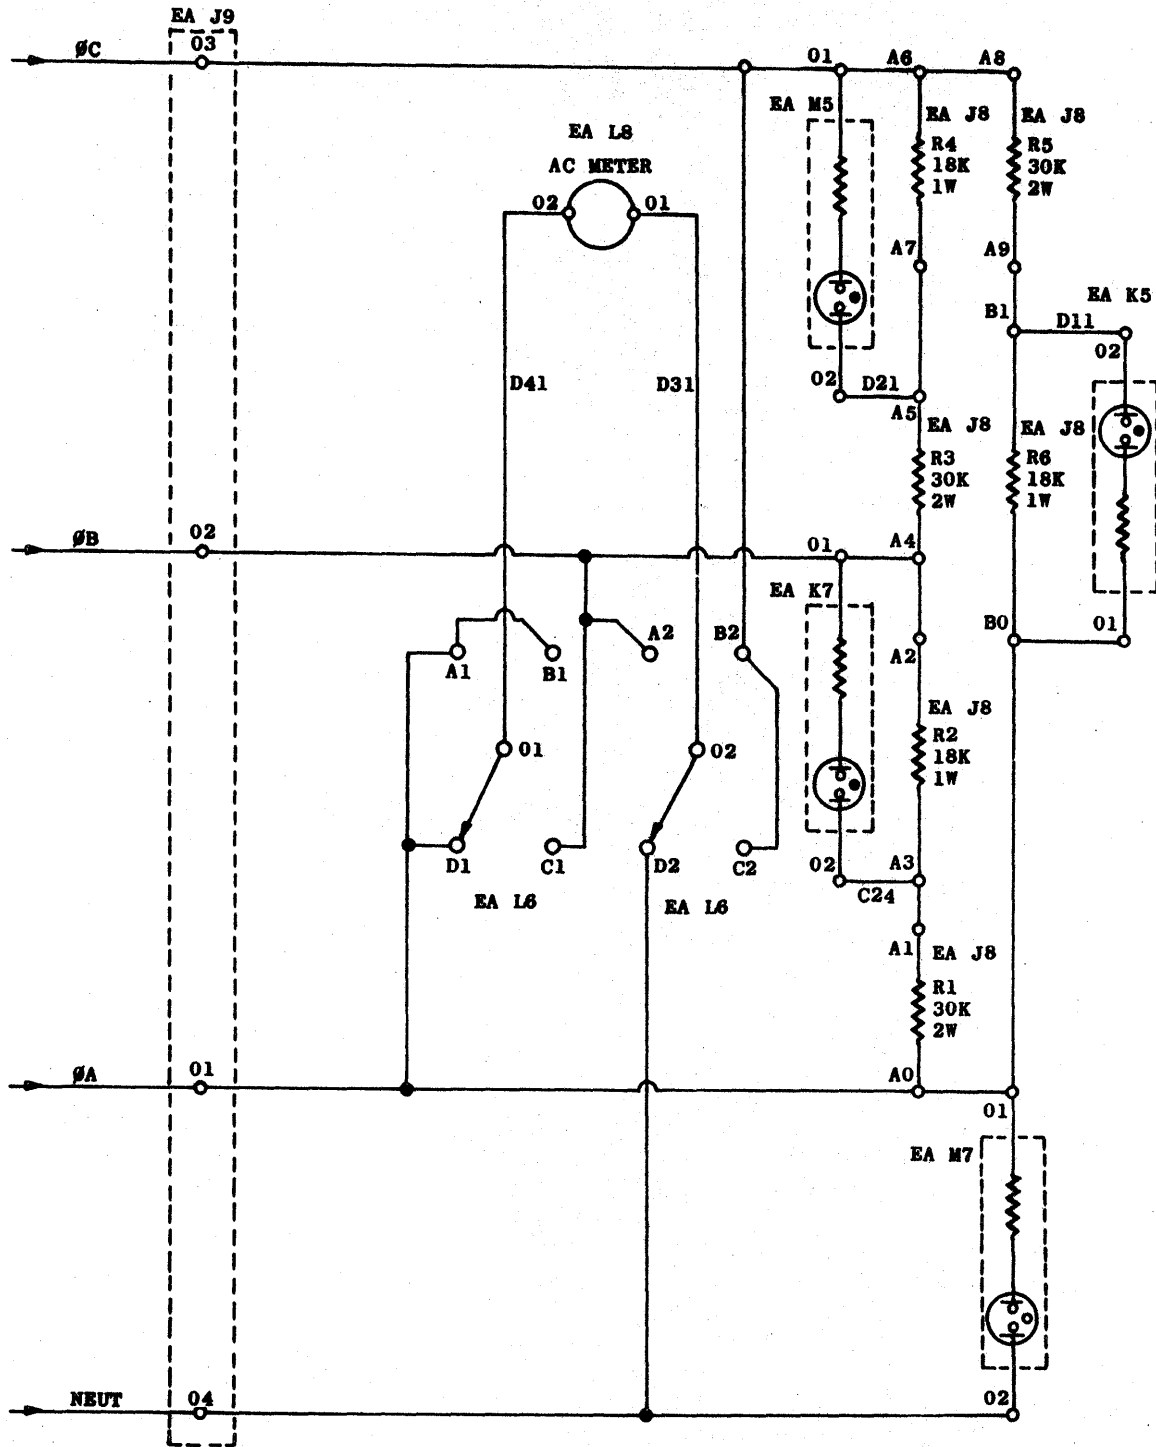 EA J9
ØC
03
01
A6
A8
EA M5
EA J8
R4
18K
1W
EA J8
R5
30K
2W
EA L8
AC METER
02
01
A7
A9
EA K5
B1
D11
02
D41
D31
02
D21
A5
EA J8
R3
30K
2W
EA J8
R6
18K
1W
ØB
02
01
A4
EA K7
A1
B1
A2
B2
A2
B0
01
01
02
EA J8
R2
18K
1W
D1
C1
D2
C2
02
A3
C24
EA L6
EA L6
A1
EA J8
R1
30K
2W
ØA
01
A0
01
EA M7
NEUT
04
02